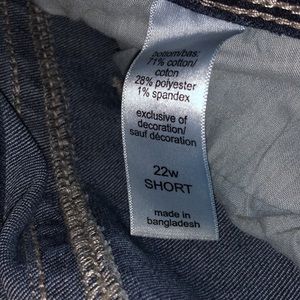 bottom/bas:
71% cotton/
coton
28% polyester
1% spandex
exclusive of
decoration/
sauf décoration
22w
SHORT
made in
bangladesh